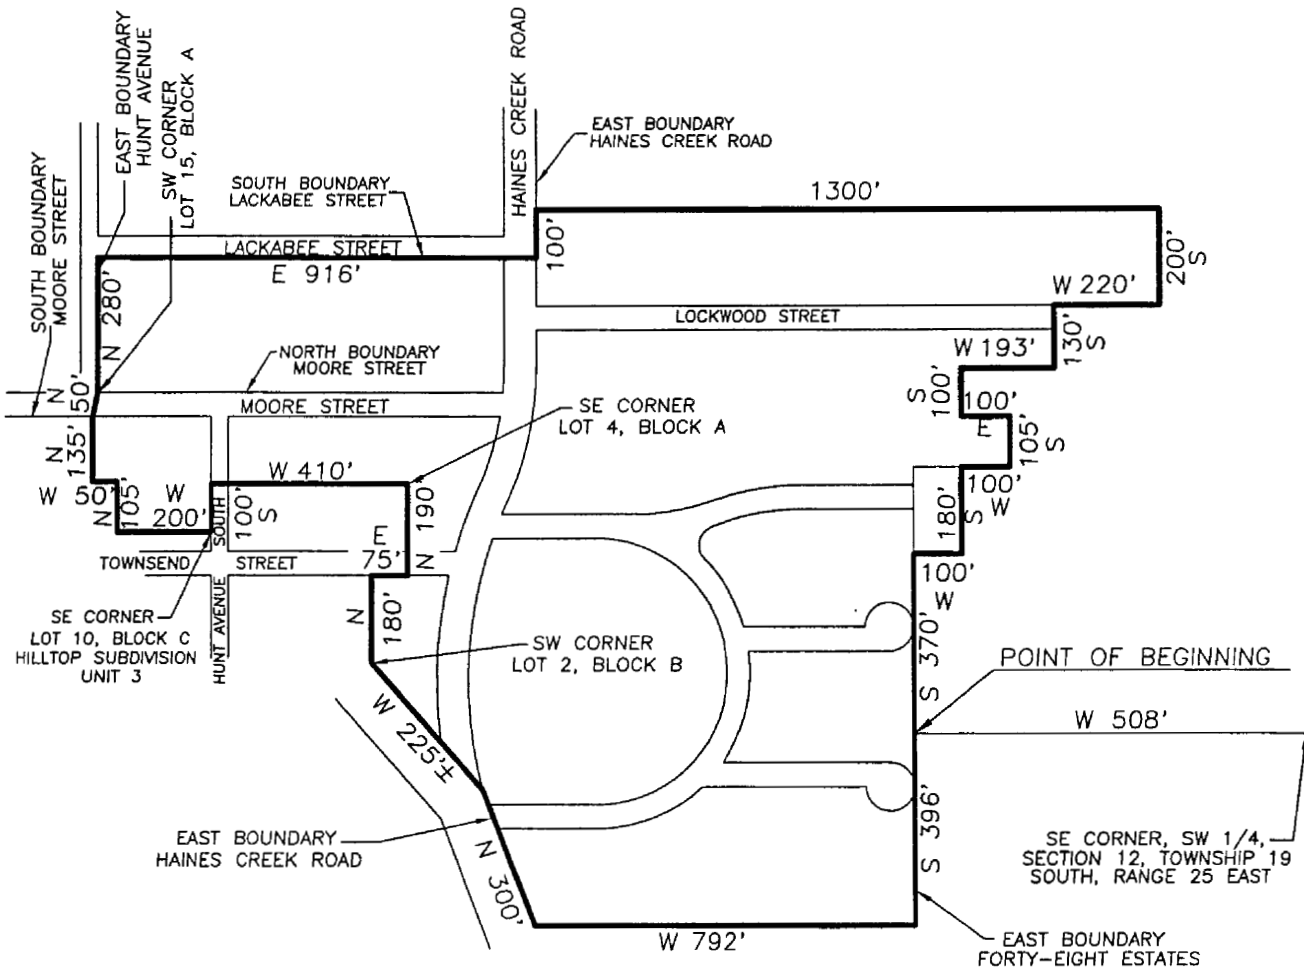 EAST BOUNDARY
HUNT AVENUE
SW CORNER
LOT 15, BLOCK A
SOUTH BOUNDARY
MOORE STREET
SOUTH BOUNDARY
LACKABEE STREET
HAINES CREEK ROAD
EAST BOUNDARY
HAINES CREEK ROAD
1300'
200'
S
100'
LACKABEE STREET
E 916'
N 280'
W 220'
LOCKWOOD STREET
130'
S
W 193'
S
100'
100'
E
105'
S
NORTH BOUNDARY
MOORE STREET
N 50'
MOORE STREET
SE CORNER
LOT 4, BLOCK A
N 135'
W 50'
N 105'
W
200'
W 410'
SOUTH
100'
S
190'
N
E
75'
100'
W
180'
S
100'
W
TOWNSEND STREET
HUNT AVENUE
SE CORNER
LOT 10, BLOCK C
HILLTOP SUBDIVISION
UNIT 3
N 180'
SW CORNER
LOT 2, BLOCK B
S 370'
POINT OF BEGINNING
W 508'
W 225'±
S 396'
SE CORNER, SW 1/4,
SECTION 12, TOWNSHIP 19
SOUTH, RANGE 25 EAST
EAST BOUNDARY
HAINES CREEK ROAD
N 300'
W 792'
EAST BOUNDARY
FORTY-EIGHT ESTATES